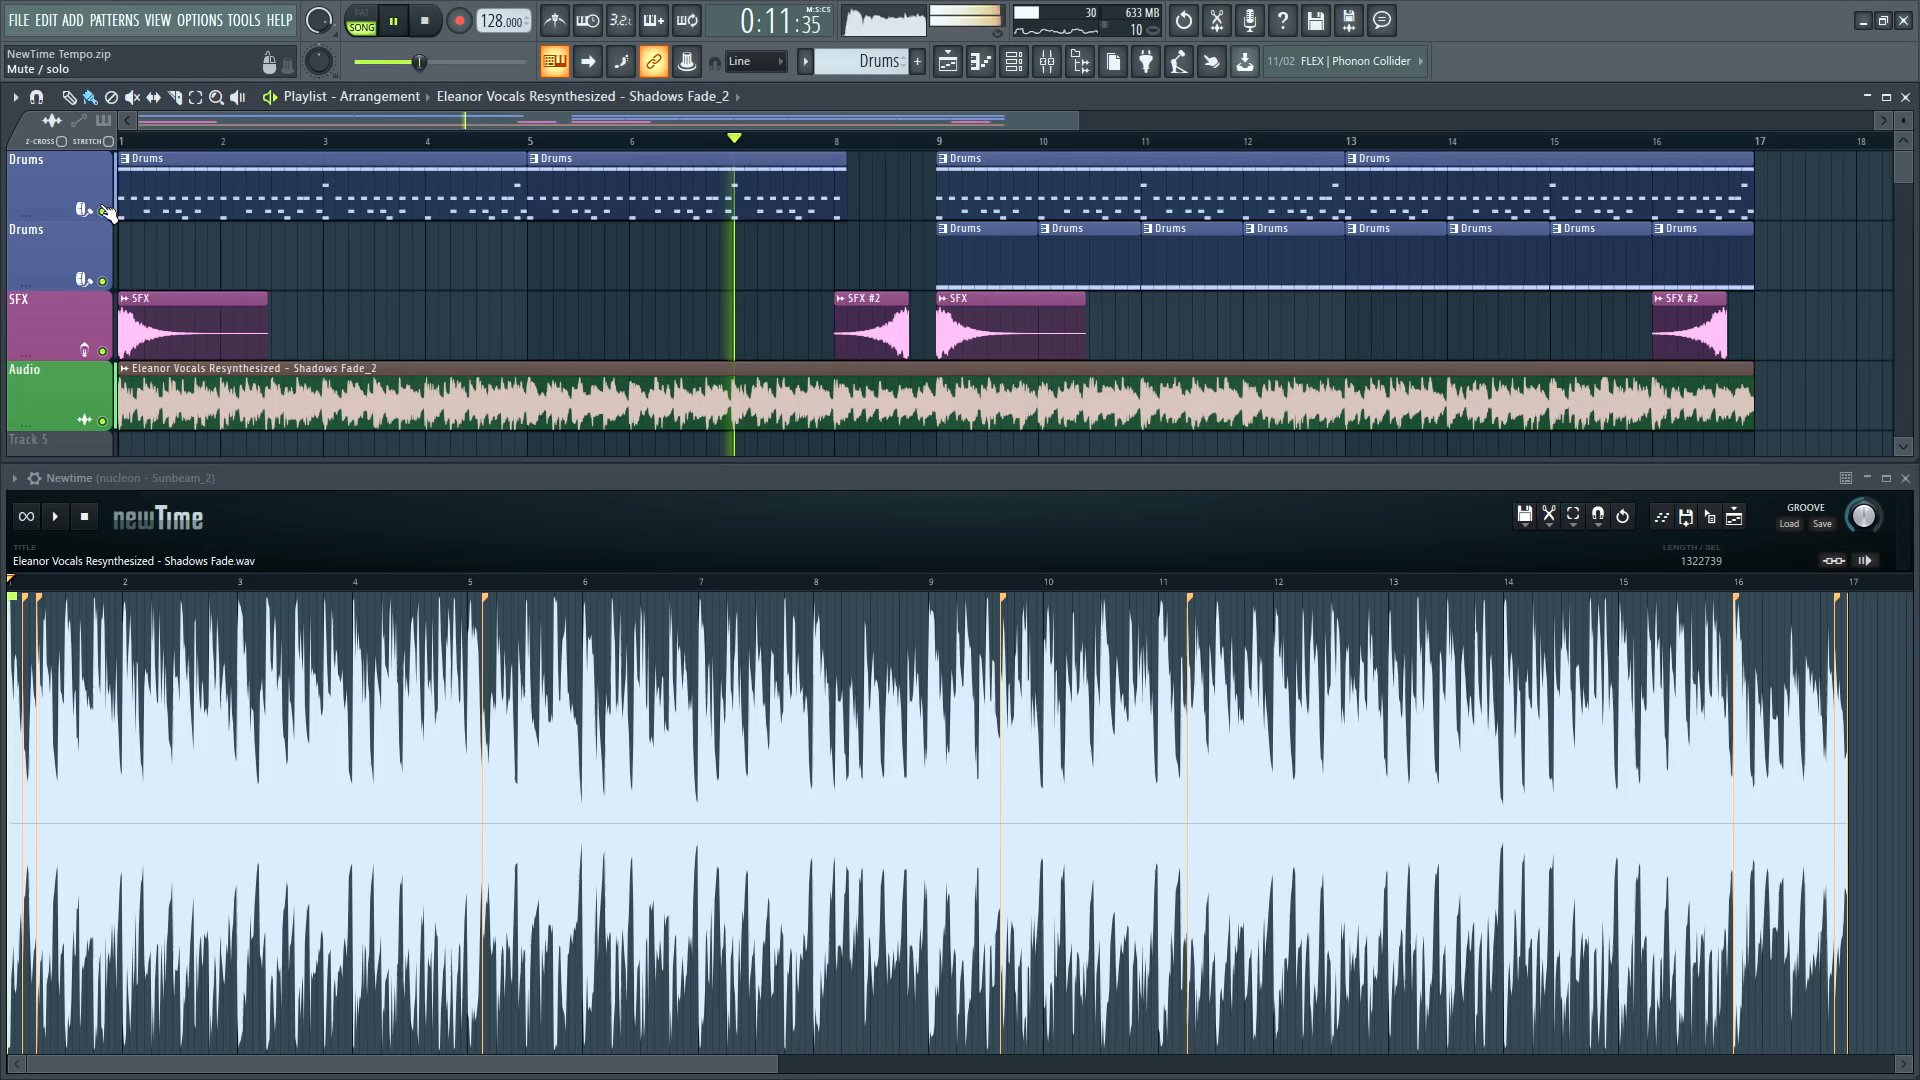 FILE EDIT ADD PATTERNS VIEW OPTIONS TOOLS HELP
PAT
SONG
128.000
3.2.
0:11:35
M:S:CS
30
633 MB
10
NewTime Tempo.zip
Mute / solo
Line
Drums
11/02 FLEX | Phonon Collider
Playlist - Arrangement
Eleanor Vocals Resynthesized - Shadows Fade_2
Z-CROSS
STRETCH
1 2 3 4 5 6 8 9 10 11 12 13 14 15 16 17 18
Drums
Drums
Drums
Drums
Drums
Drums
Drums
Drums
Drums
Drums
Drums
Drums
Drums
Drums
SFX
SFX
SFX #2
SFX
SFX #2
Audio
Eleanor Vocals Resynthesized - Shadows Fade_2
Track 5
Newtime (nucleon - Sunbeam_2)
newTime
GROOVE
Load
Save
TITLE
LENGTH / SEL
Eleanor Vocals Resynthesized - Shadows Fade.wav
1322739
2 3 4 5 6 7 8 9 10 11 12 13 14 15 16 17